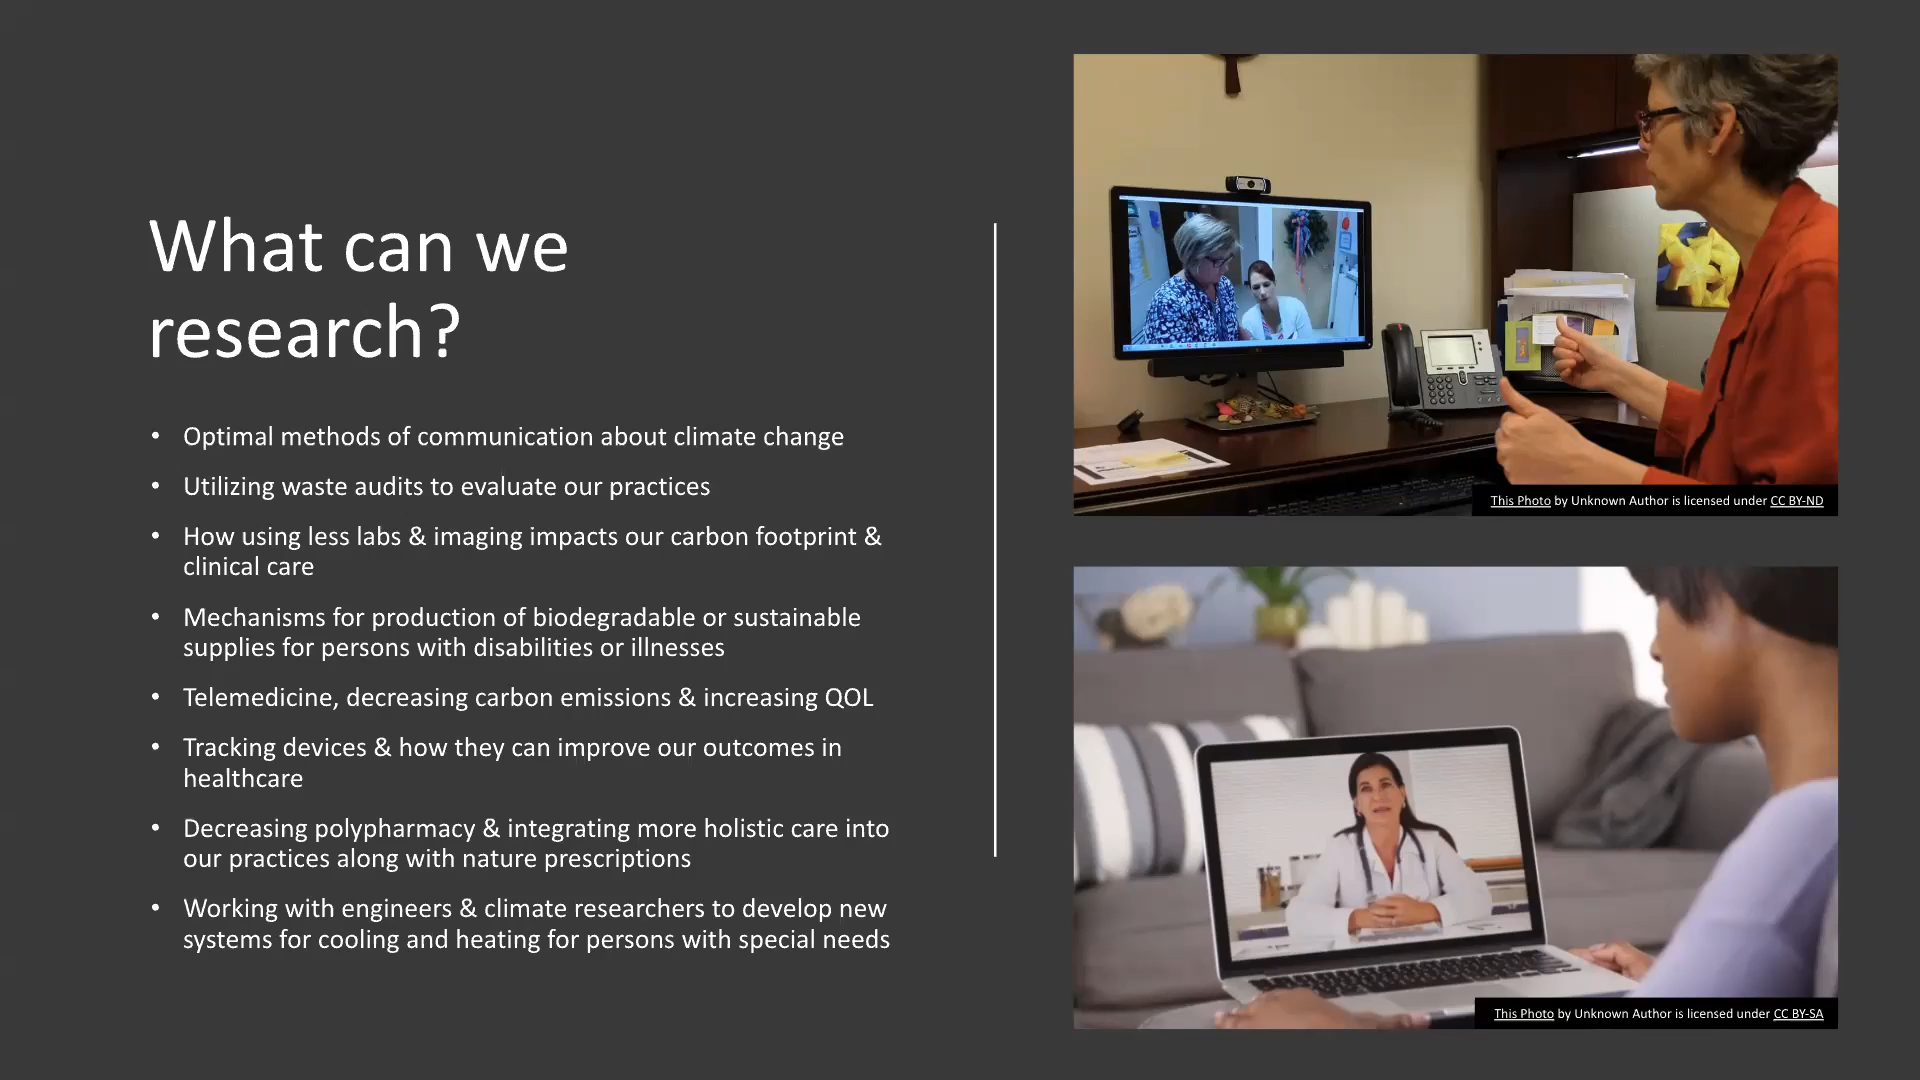 What can we
research?
• Optimal methods of communication about climate change
• Utilizing waste audits to evaluate our practices
• How using less labs & imaging impacts our carbon footprint &
clinical care
• Mechanisms for production of biodegradable or sustainable
supplies for persons with disabilities or illnesses
• Telemedicine, decreasing carbon emissions & increasing QOL
• Tracking devices & how they can improve our outcomes in
healthcare
• Decreasing polypharmacy & integrating more holistic care into
our practices along with nature prescriptions
• Working with engineers & climate researchers to develop new
systems for cooling and heating for persons with special needs
This Photo by Unknown Author is licensed under CC BY-ND
This Photo by Unknown Author is licensed under CC BY-SA